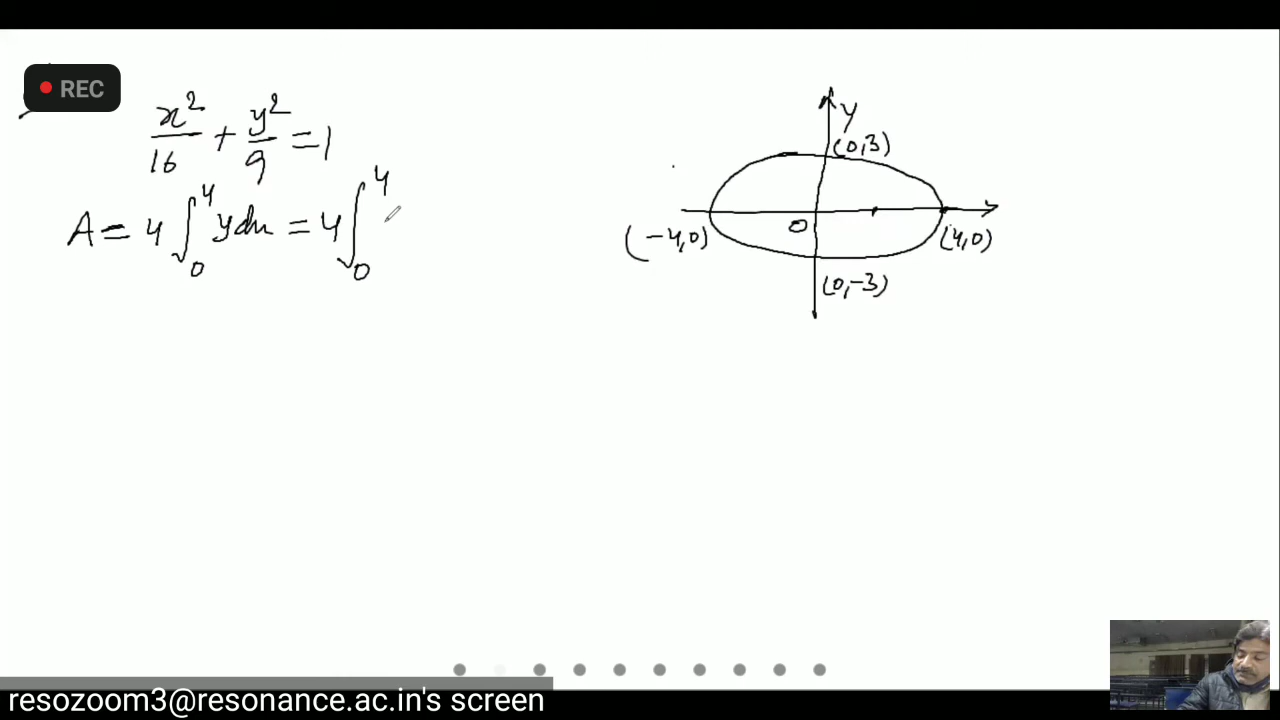 REC
x²/16 + y²/9 = 1
A = 4 ∫₀⁴ y dx = 4 ∫₀⁴
y
(0,3)
0
(-4,0)
(4,0)
(0,-3)
resozoom3@resonance.ac.in's screen